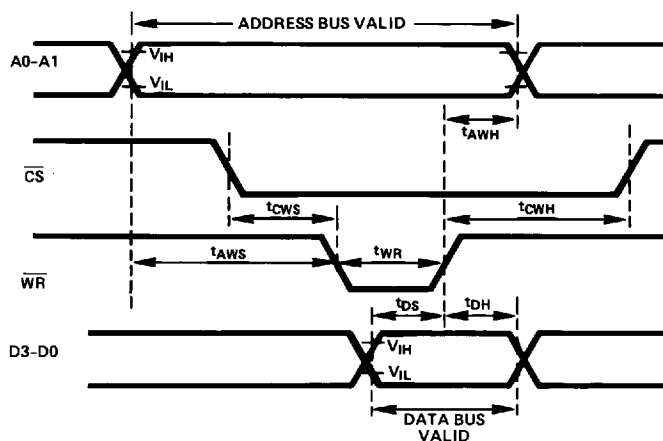 ADDRESS BUS VALID
A0-A1
VIH
VIL
tAWH
CS
tCWS
tCWH
tAWS
tWR
WR
tDS
tDH
D3-D0
VIH
VIL
DATA BUS
VALID